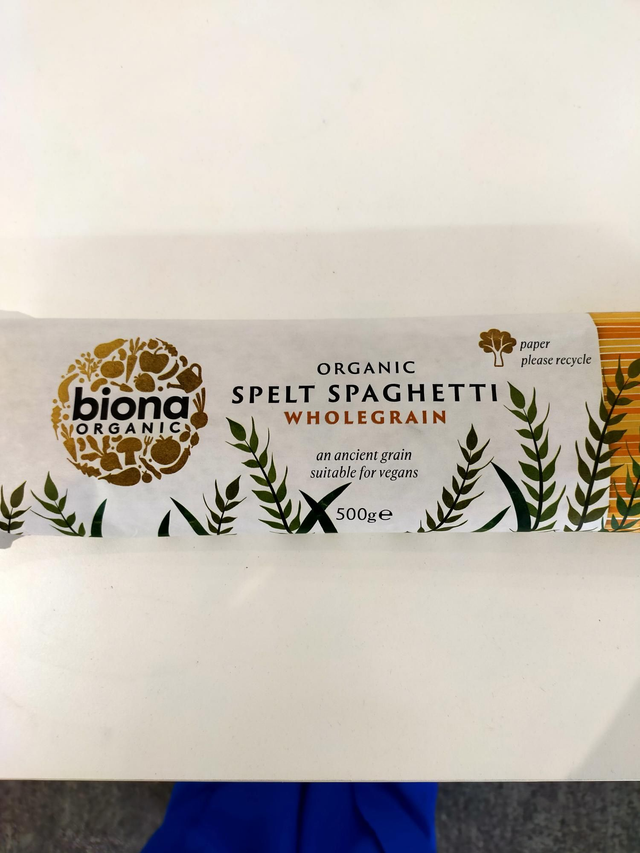 biona
ORGANIC
ORGANIC
SPELT SPAGHETTI
WHOLEGRAIN
an ancient grain
suitable for vegans
500g℮
paper
please recycle